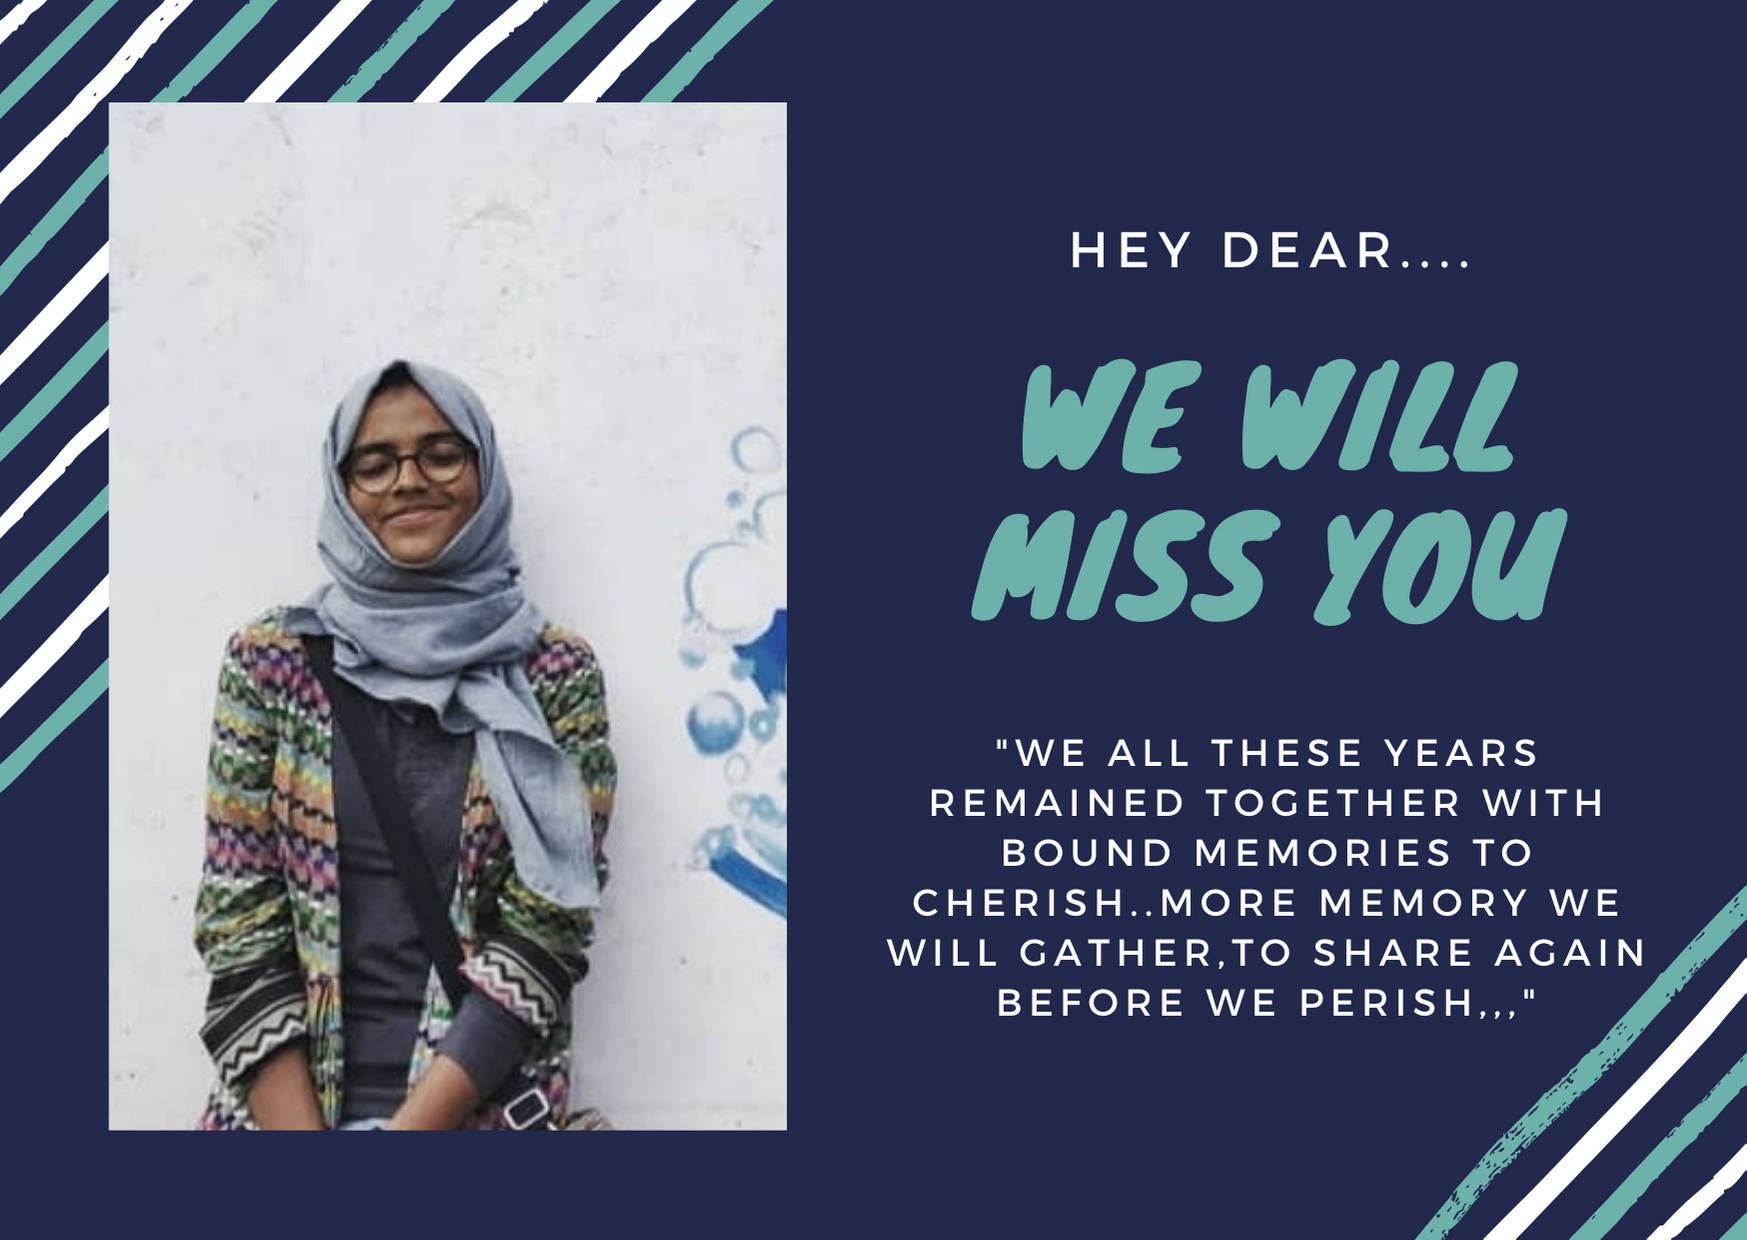 HEY DEAR....
WE WILL
MISS YOU
"WE ALL THESE YEARS
REMAINED TOGETHER WITH
BOUND MEMORIES TO
CHERISH..MORE MEMORY WE
WILL GATHER,TO SHARE AGAIN
BEFORE WE PERISH,,,"